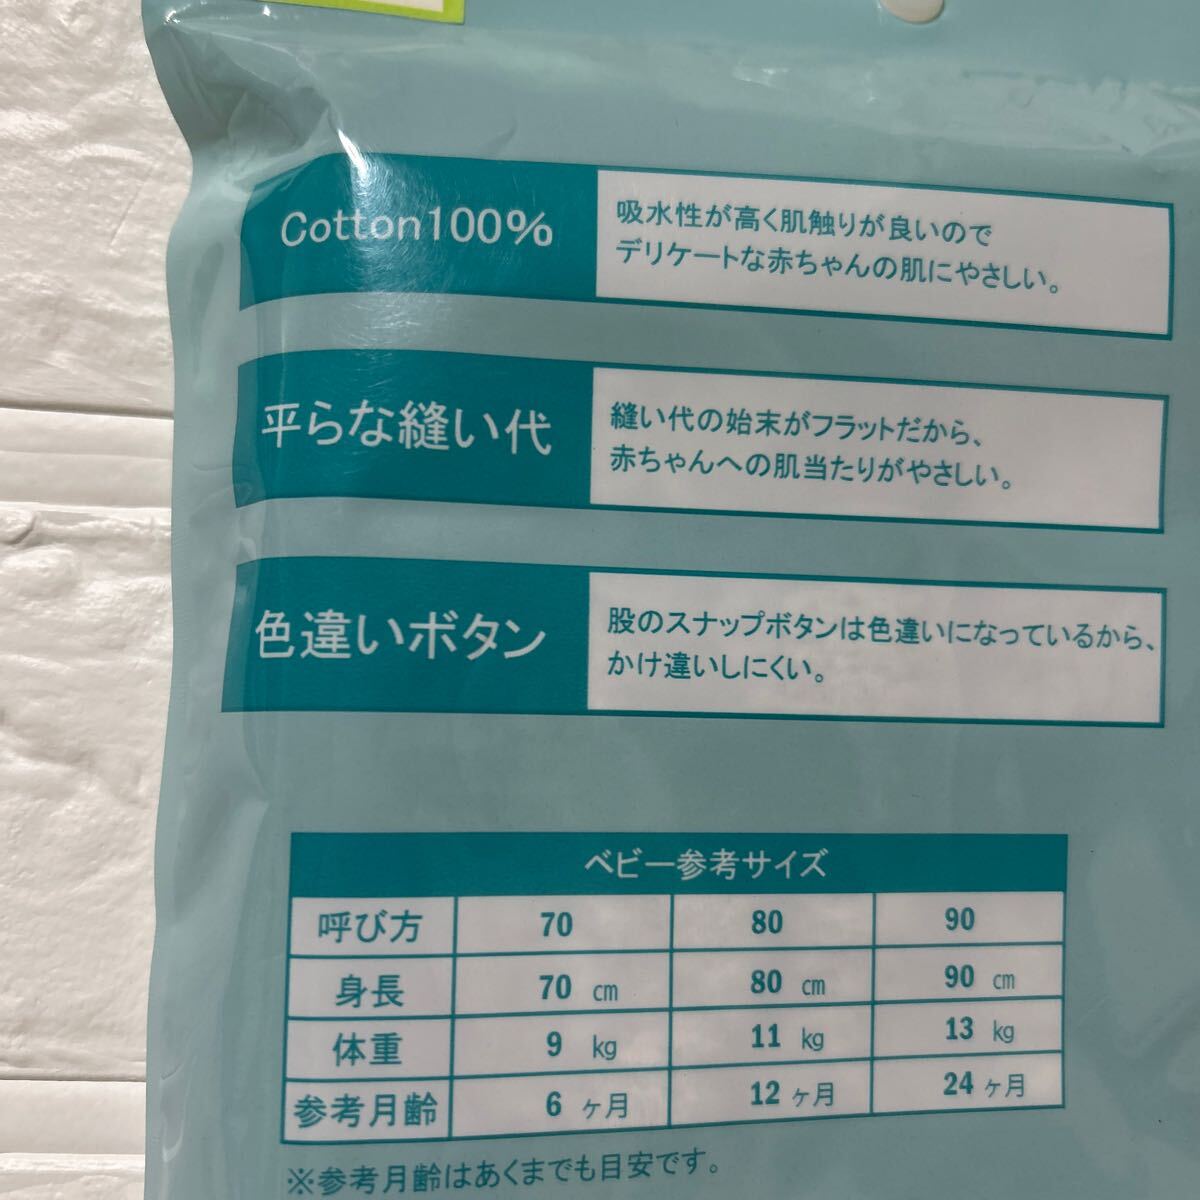 Cotton100%
吸水性が高く肌触りが良いので
デリケートな赤ちゃんの肌にやさしい。
平らな縫い代
縫い代の始末がフラットだから、
赤ちゃんへの肌当たりがやさしい。
色違いボタン
股のスナップボタンは色違いになっているから、
かけ違いしにくい。
ベビー参考サイズ
呼び方 70 80 90
身長 70 cm 80 cm 90 cm
体重 9 kg 11 kg 13 kg
参考月齢 6 ヶ月 12 ヶ月 24 ヶ月
※参考月齢はあくまでも目安です。